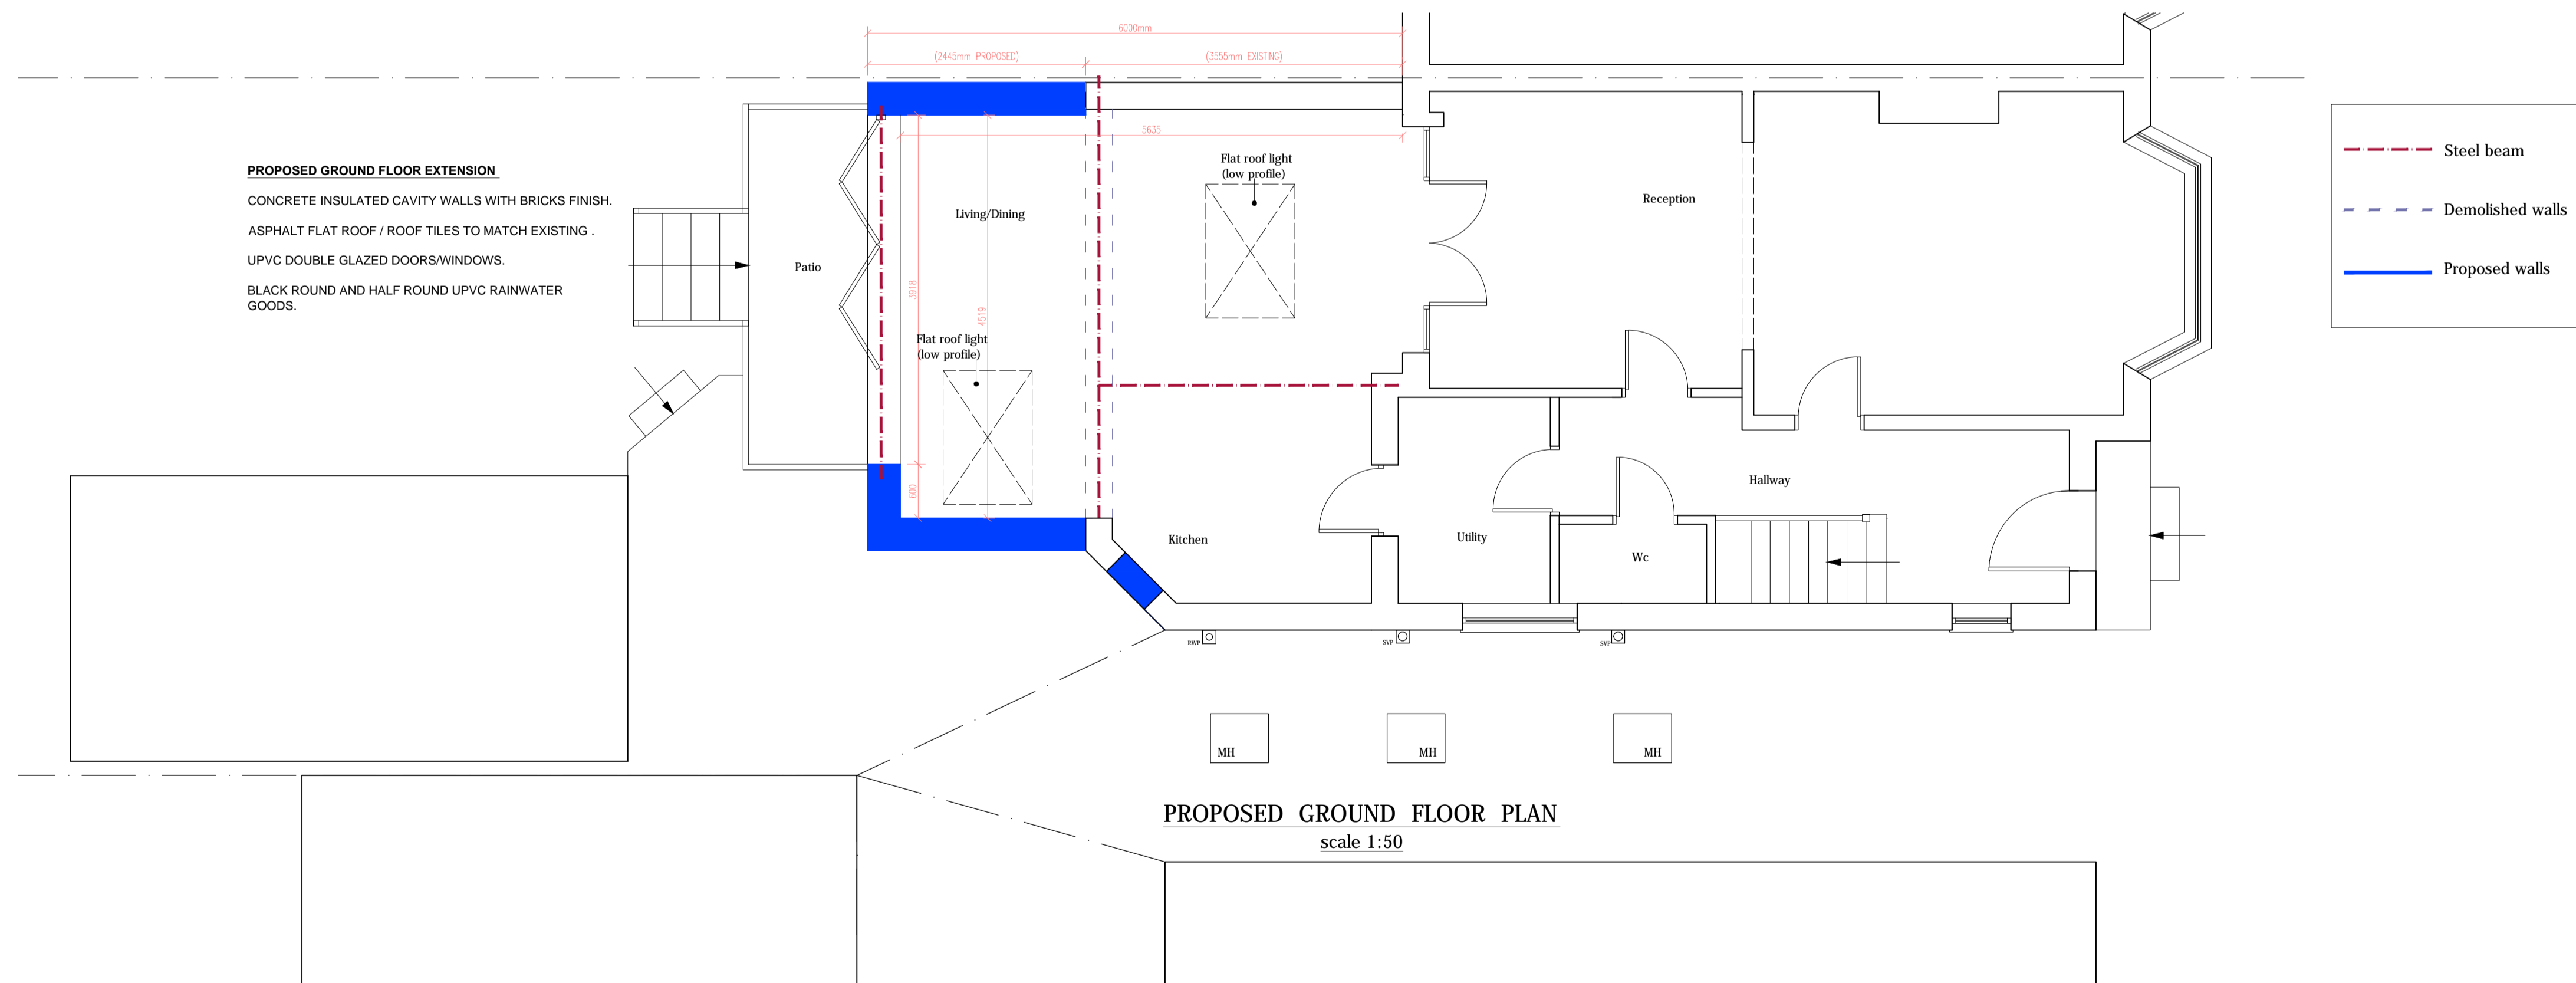 6000mm
(2445mm PROPOSED)
(3555mm EXISTING)
5635
PROPOSED GROUND FLOOR EXTENSION
CONCRETE INSULATED CAVITY WALLS WITH BRICKS FINISH.
ASPHALT FLAT ROOF / ROOF TILES TO MATCH EXISTING .
UPVC DOUBLE GLAZED DOORS/WINDOWS.
BLACK ROUND AND HALF ROUND UPVC RAINWATER
GOODS.
Flat roof light
(low profile)
Living/Dining
Reception
Patio
3918
4519
Flat roof light
(low profile)
600
Kitchen
Utility
Wc
Hallway
RWP
SVP
SVP
MH
MH
MH
Steel beam
Demolished walls
Proposed walls
PROPOSED GROUND FLOOR PLAN
scale 1:50